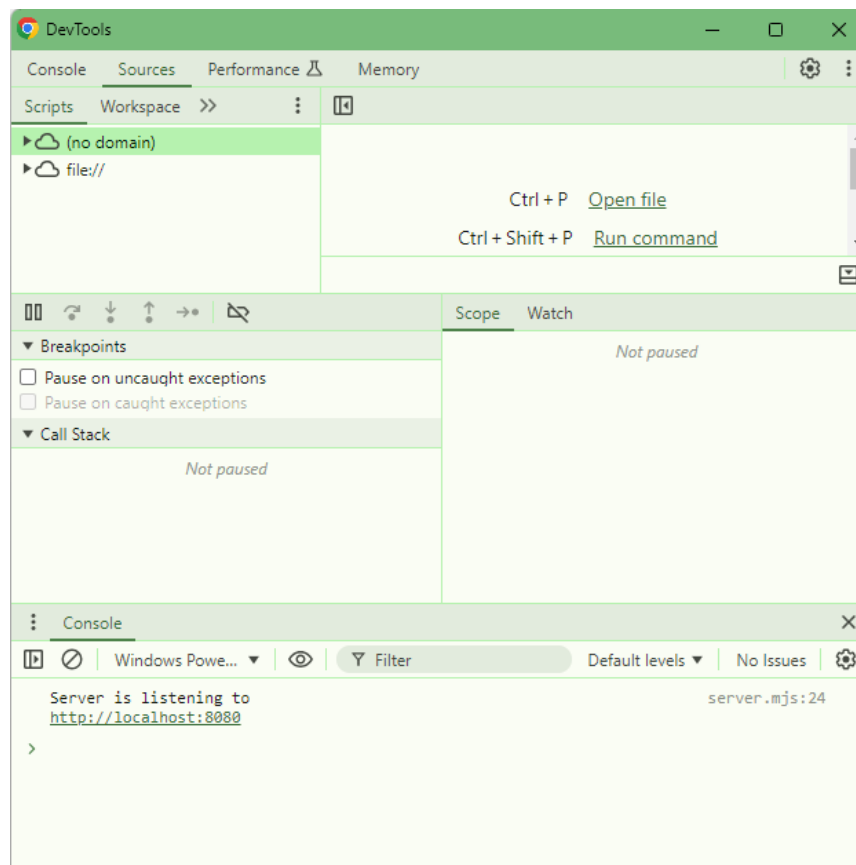 DevTools
Console Sources Performance Memory
Scripts Workspace
(no domain)
file://
Ctrl + P Open file
Ctrl + Shift + P Run command
Scope Watch
Breakpoints
Not paused
Pause on uncaught exceptions
Pause on caught exceptions
Call Stack
Not paused
Console
Windows Powe... Filter Default levels No Issues
Server is listening to server.mjs:24
http://localhost:8080